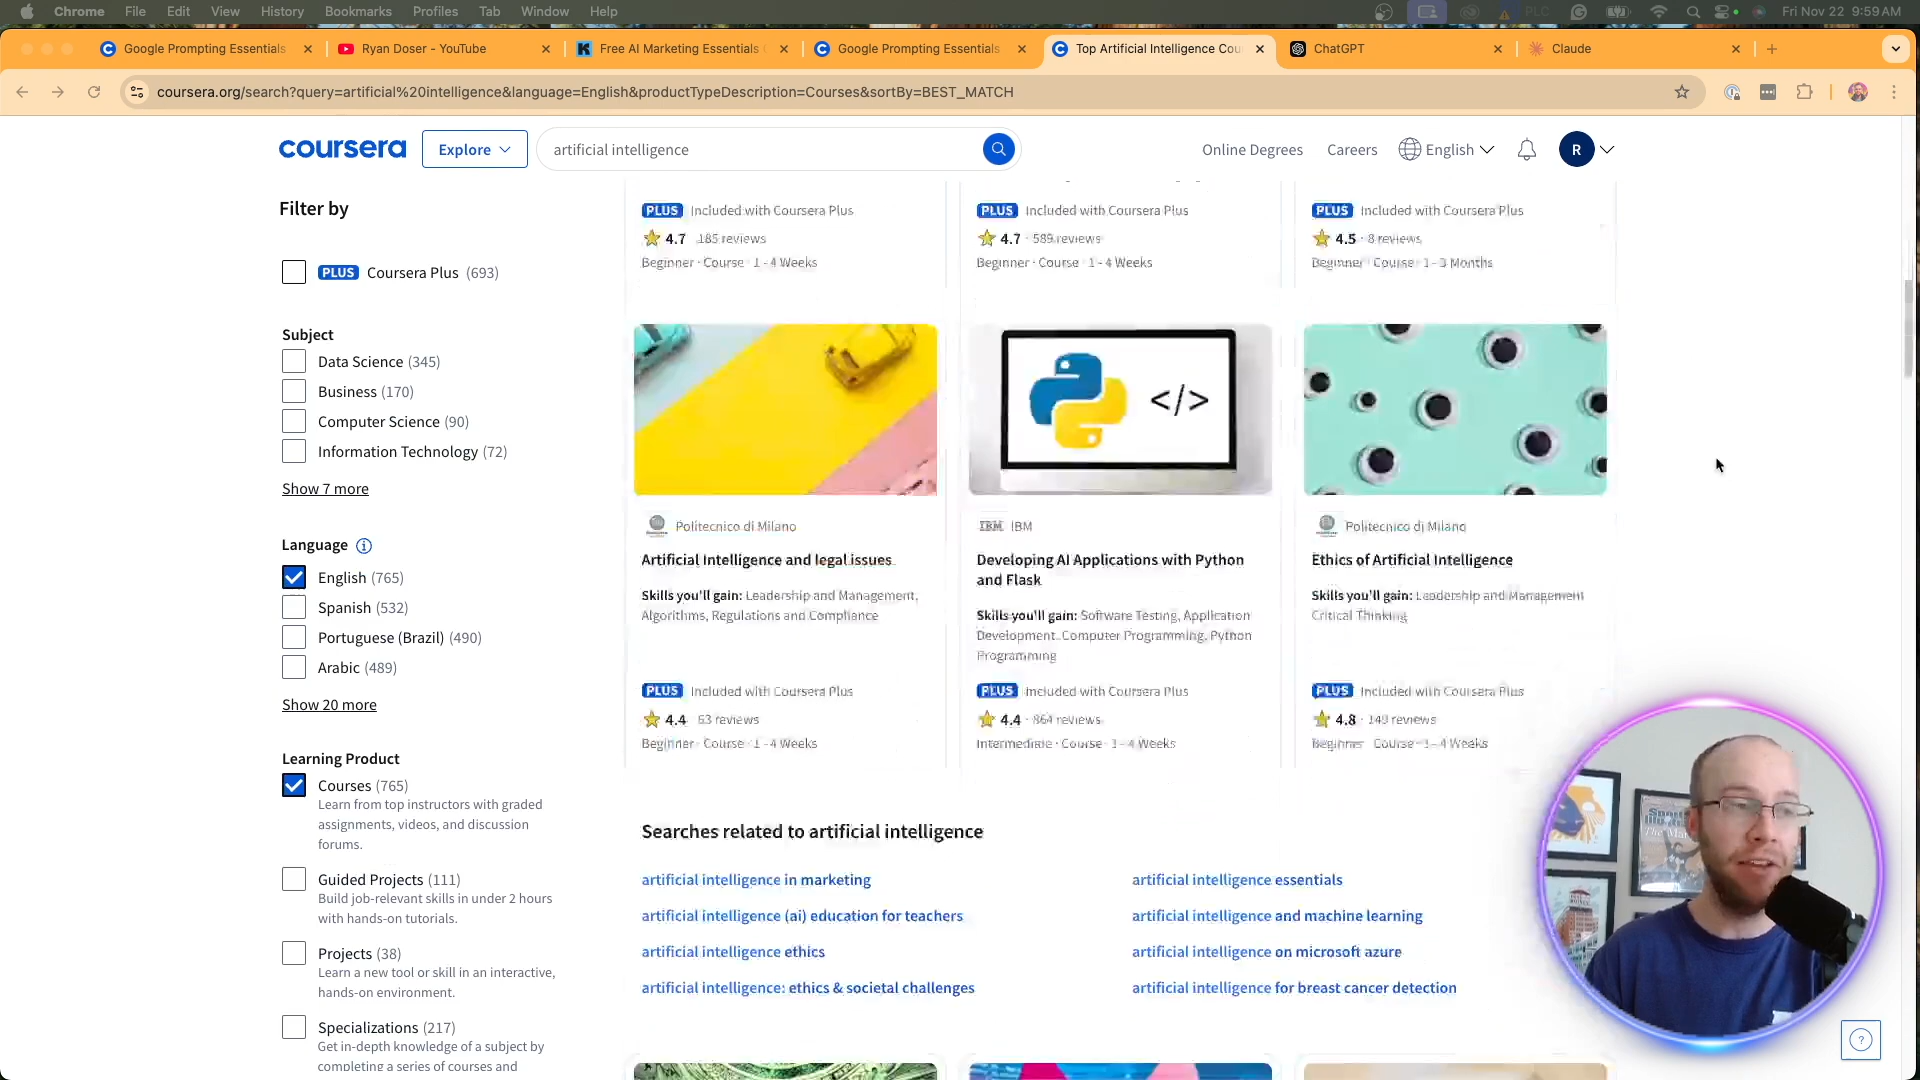 Chrome File Edit View History Bookmarks Profiles Tab Window Help PLC Fri Nov 22 9:59 AM
Google Prompting Essentials Ryan Doser - YouTube Free AI Marketing Essentials Google Prompting Essentials Top Artificial Intelligence Cou ChatGPT Claude
coursera.org/search?query=artificial%20intelligence&language=English&productTypeDescription=Courses&sortBy=BEST_MATCH
coursera Explore artificial intelligence Online Degrees Careers English R
Filter by
PLUS Coursera Plus (693)
Subject
Data Science (345)
Business (170)
Computer Science (90)
Information Technology (72)
Show 7 more
Language
English (765)
Spanish (532)
Portuguese (Brazil) (490)
Arabic (489)
Show 20 more
Learning Product
Courses (765)
Learn from top instructors with graded
assignments, videos, and discussion
forums.
Guided Projects (111)
Build job-relevant skills in under 2 hours
with hands-on tutorials.
Projects (38)
Learn a new tool or skill in an interactive,
hands-on environment.
Specializations (217)
Get in-depth knowledge of a subject by
completing a series of courses and
PLUS Included with Coursera Plus
4.7 185 reviews
Beginner · Course · 1 - 4 Weeks
PLUS Included with Coursera Plus
4.7 · 589 reviews
Beginner · Course · 1 - 4 Weeks
PLUS Included with Coursera Plus
4.5 · 8 reviews
Beginner · Course · 1 - 3 Months
Politecnico di Milano
Artificial Intelligence and legal issues
Skills you'll gain: Leadership and Management,
Algorithms, Regulations and Compliance
PLUS Included with Coursera Plus
4.4 63 reviews
Beginner · Course · 1 - 4 Weeks
</>
IBM IBM
Developing AI Applications with Python
and Flask
Skills you'll gain: Software Testing, Application
Development, Computer Programming, Python
Programming
PLUS Included with Coursera Plus
4.4 · 864 reviews
Intermediate · Course · 1 - 4 Weeks
Politecnico di Milano
Ethics of Artificial Intelligence
Skills you'll gain: Leadership and Management
Critical Thinking
PLUS Included with Coursera Plus
4.8 · reviews
Beginner · Course · 1 - 4 Weeks
Searches related to artificial intelligence
artificial intelligence in marketing
artificial intelligence (ai) education for teachers
artificial intelligence ethics
artificial intelligence: ethics & societal challenges
artificial intelligence essentials
artificial intelligence and machine learning
artificial intelligence on microsoft azure
artificial intelligence for breast cancer detection
?